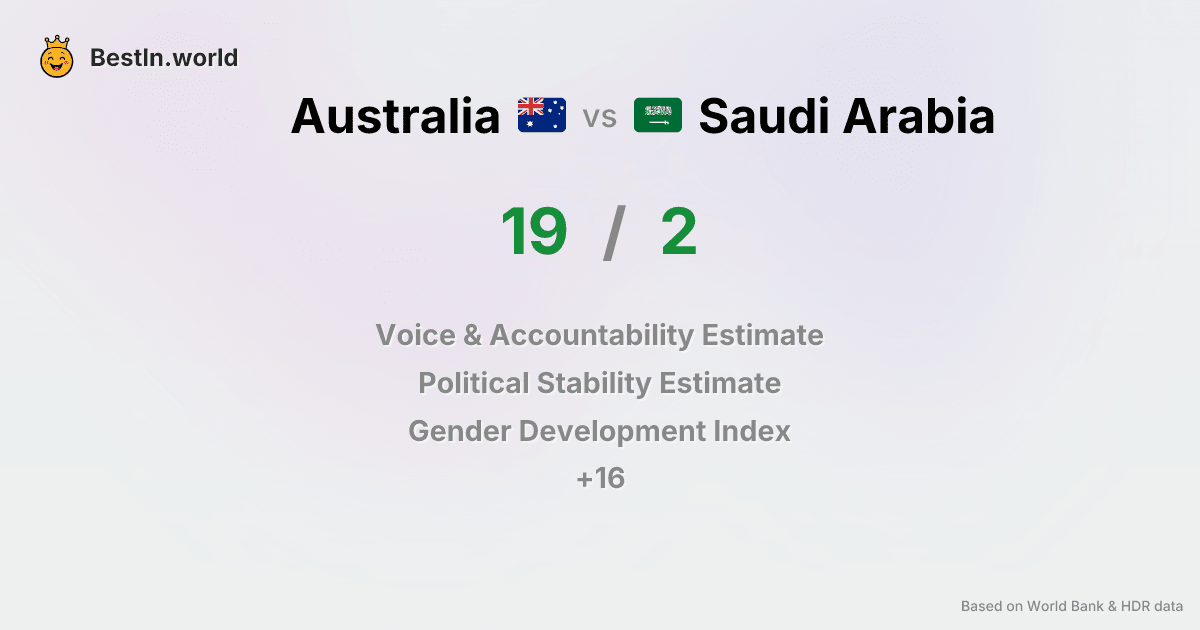 BestIn.world
Australia vs Saudi Arabia
19 / 2
Voice & Accountability Estimate
Political Stability Estimate
Gender Development Index
+16
Based on World Bank & HDR data